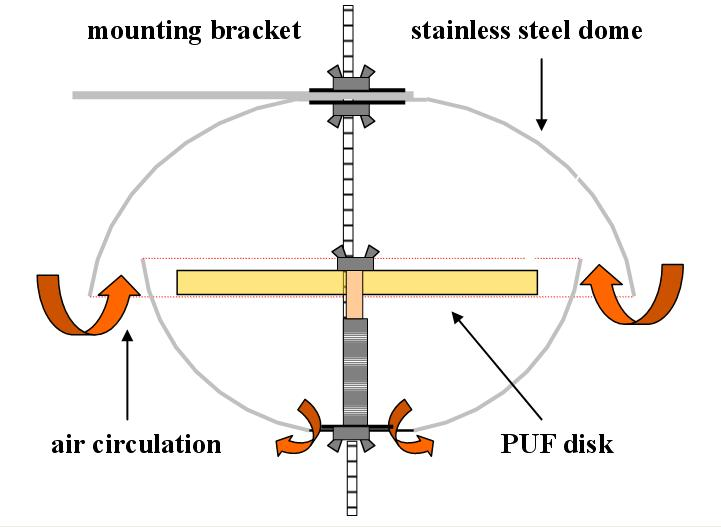 mounting bracket
stainless steel dome
air circulation
PUF disk